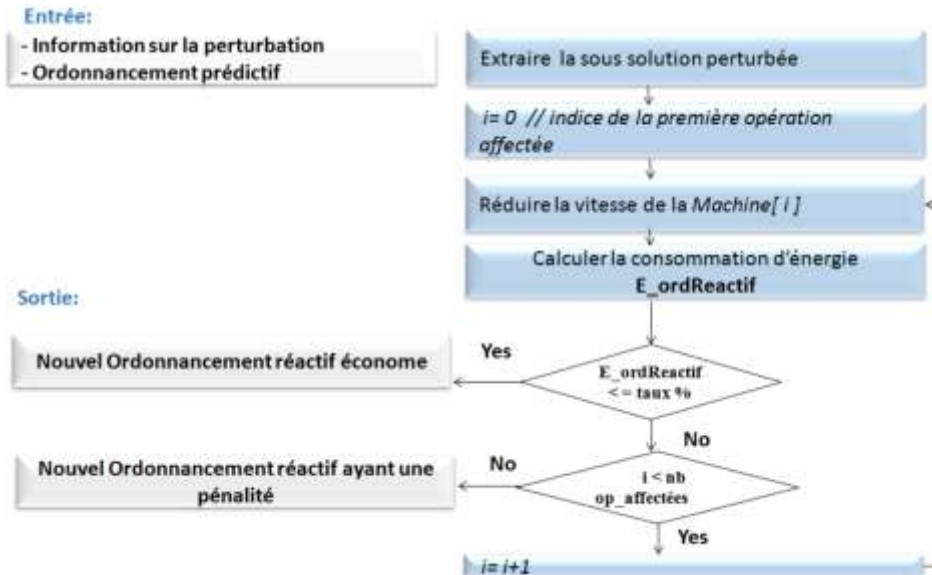 Entrée:
- Information sur la perturbation
- Ordonnancement prédictif
Extraire la sous solution perturbée
i= 0 // indice de la première opération
affectée
Réduire la vitesse de la Machine[ i ]
Calculer la consommation d'énergie
E_ordReactif
Sortie:
Nouvel Ordonnancement réactif économe
Yes
E_ordReactif
< = taux %
No
Nouvel Ordonnancement réactif ayant une
pénalité
No
i < nb
op_affectées
Yes
i= i+1